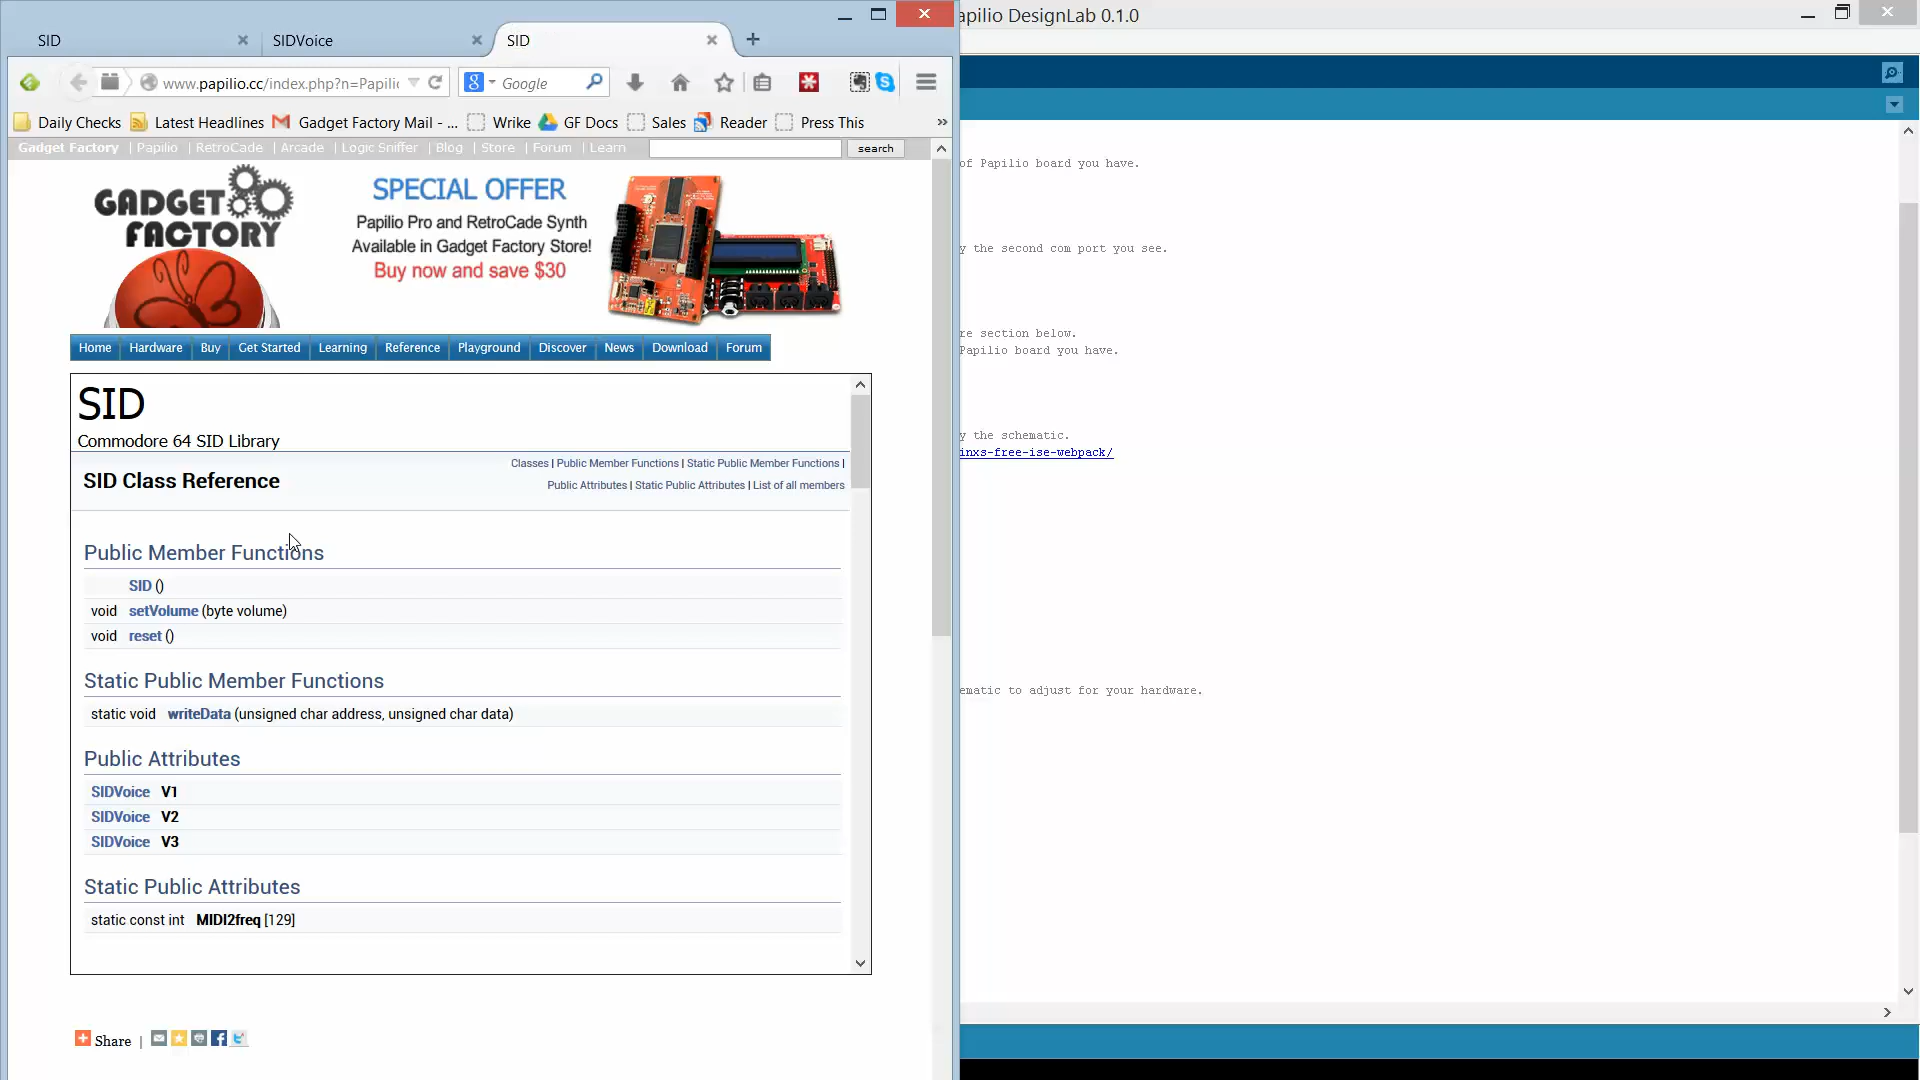 apilio DesignLab 0.1.0
SID
SIDVoice
SID
www.papilio.cc/index.php?n=Papili
Google
Daily Checks
Latest Headlines
Gadget Factory Mail - ...
Wrike
GF Docs
Sales
Reader
Press This
»
Gadget Factory | Papilio | RetroCade | Arcade | Logic Sniffer | Blog | Store | Forum | Learn
search
GADGET
FACTORY
SPECIAL OFFER
Papilio Pro and RetroCade Synth
Available in Gadget Factory Store!
Buy now and save $30
Home Hardware Buy Get Started Learning Reference Playground Discover News Download Forum
SID
Commodore 64 SID Library
SID Class Reference
Classes | Public Member Functions | Static Public Member Functions |
Public Attributes | Static Public Attributes | List of all members
Public Member Functions
SID ()
void setVolume (byte volume)
void reset ()
Static Public Member Functions
static void writeData (unsigned char address, unsigned char data)
Public Attributes
SIDVoice V1
SIDVoice V2
SIDVoice V3
Static Public Attributes
static const int MIDI2freq [129]
Share |
of Papilio board you have.
y the second com port you see.
re section below.
Papilio board you have.
y the schematic.
inxs-free-ise-webpack/
ematic to adjust for your hardware.